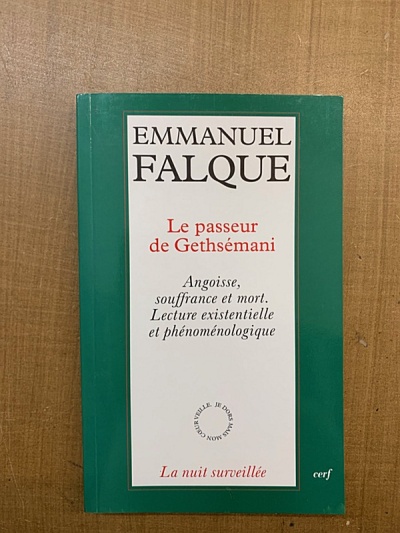 EMMANUEL
FALQUE
Le passeur
de Gethsémani
Angoisse,
souffrance et mort.
Lecture existentielle
et phénoménologique
JE DORS MAIS MON CŒUR VEILLE.
La nuit surveillée
cerf